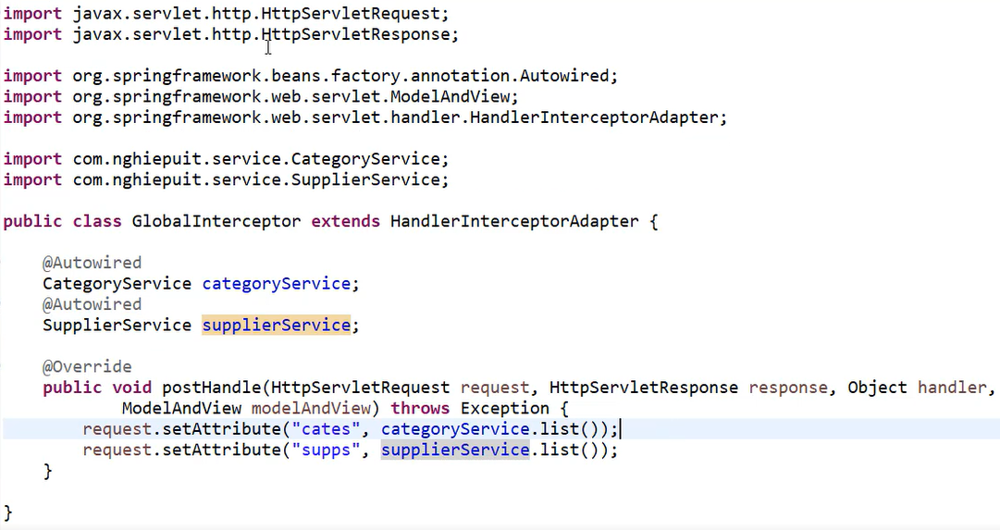 import javax.servlet.http.HttpServletRequest;
import javax.servlet.http.HttpServletResponse;
import org.springframework.beans.factory.annotation.Autowired;
import org.springframework.web.servlet.ModelAndView;
import org.springframework.web.servlet.handler.HandlerInterceptorAdapter;
import com.nghiepuit.service.CategoryService;
import com.nghiepuit.service.SupplierService;
public class GlobalInterceptor extends HandlerInterceptorAdapter {
@Autowired
CategoryService categoryService;
@Autowired
SupplierService supplierService;
@Override
public void postHandle(HttpServletRequest request, HttpServletResponse response, Object handler,
ModelAndView modelAndView) throws Exception {
request.setAttribute("cates", categoryService.list());
request.setAttribute("supps", supplierService.list());
}
}